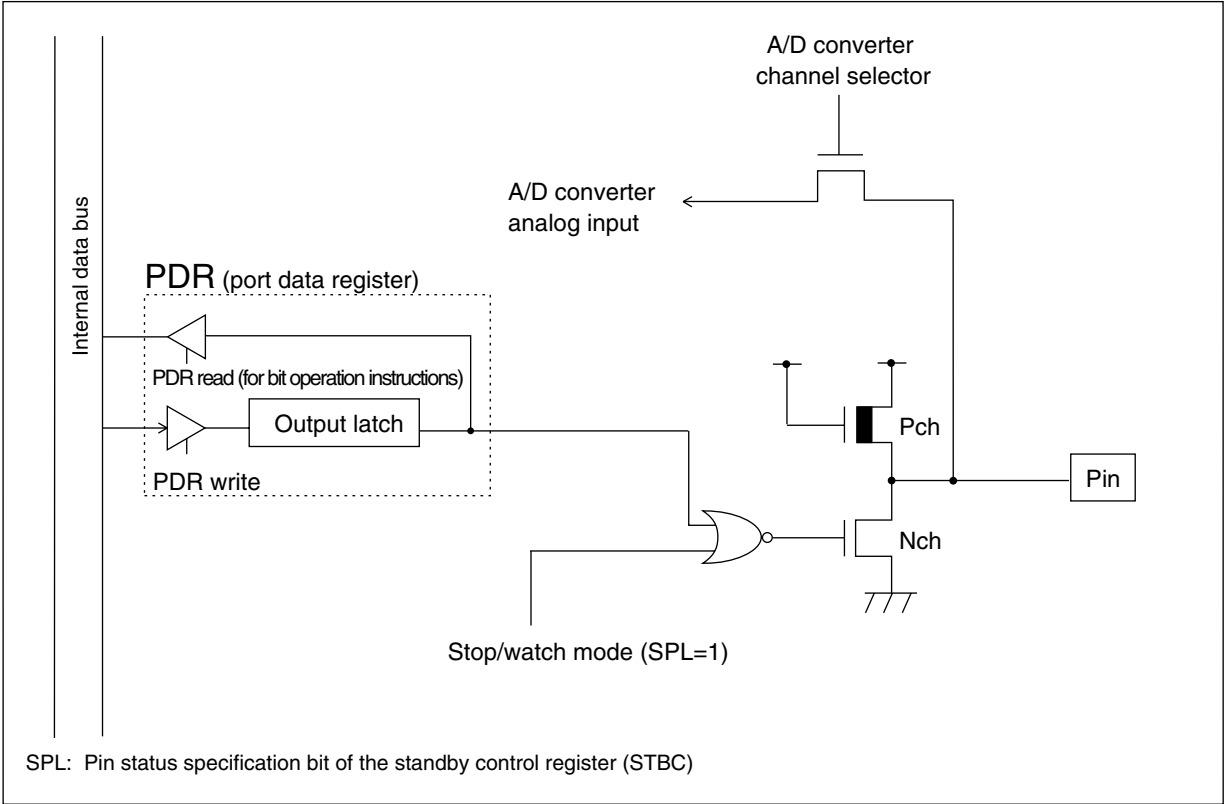 A/D converter
channel selector
A/D converter
analog input
Internal data bus
PDR (port data register)
PDR read (for bit operation instructions)
Output latch
PDR write
Pch
Pin
Nch
Stop/watch mode (SPL=1)
SPL: Pin status specification bit of the standby control register (STBC)